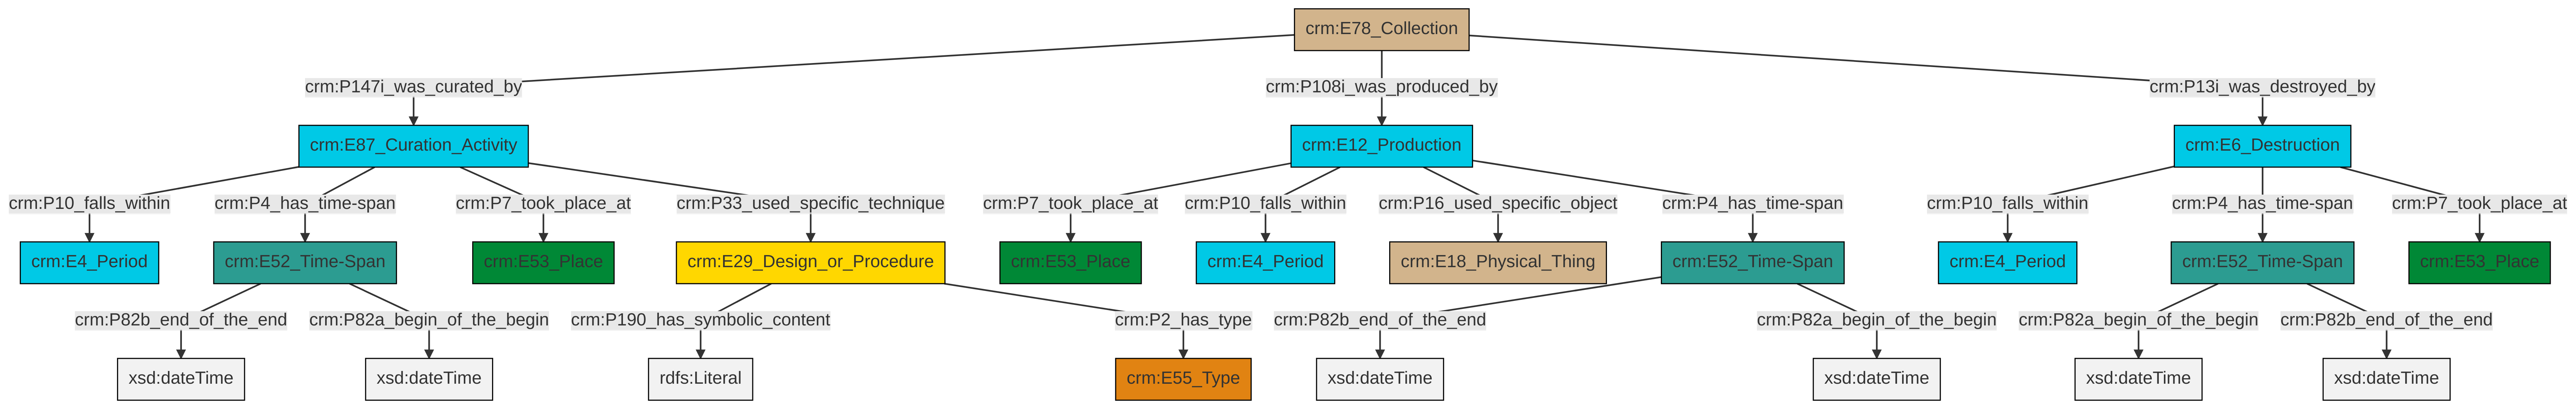 crm:E78_Collection
crm:P147i_was_curated_by
crm:P108i_was_produced_by
crm:P13i_was_destroyed_by
crm:E87_Curation_Activity
crm:E12_Production
crm:E6_Destruction
crm:P10_falls_within
crm:P4_has_time-span
crm:P7_took_place_at
crm:P33_used_specific_technique
crm:P7_took_place_at
crm:P10_falls_within
crm:P16_used_specific_object
crm:P4_has_time-span
crm:P10_falls_within
crm:P4_has_time-span
crm:P7_took_place_at
crm:E4_Period
crm:E52_Time-Span
crm:E53_Place
crm:E29_Design_or_Procedure
crm:E53_Place
crm:E4_Period
crm:E18_Physical_Thing
crm:E52_Time-Span
crm:E4_Period
crm:E52_Time-Span
crm:E53_Place
crm:P82b_end_of_the_end
crm:P82a_begin_of_the_begin
crm:P190_has_symbolic_content
crm:P2_has_type
crm:P82b_end_of_the_end
crm:P82a_begin_of_the_begin
crm:P82a_begin_of_the_begin
crm:P82b_end_of_the_end
xsd:dateTime
xsd:dateTime
rdfs:Literal
crm:E55_Type
xsd:dateTime
xsd:dateTime
xsd:dateTime
xsd:dateTime